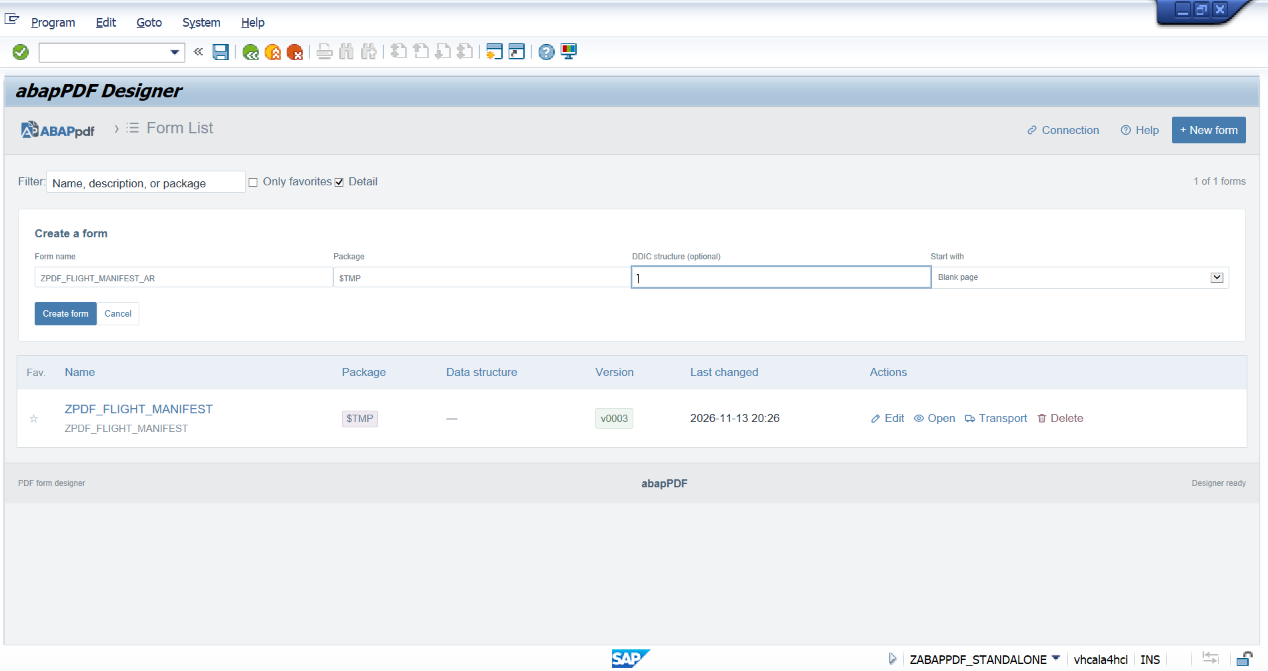 Program Edit Goto System Help
abapPDF Designer
ABAPpdf › Form List Connection Help + New form
Filter: Name, description, or package Only favorites Detail 1 of 1 forms
Create a form
Form name Package DDIC structure (optional) Start with
ZPDF_FLIGHT_MANIFEST_AR $TMP Blank page
Create form Cancel
Fav. Name Package Data structure Version Last changed Actions
ZPDF_FLIGHT_MANIFEST $TMP — v0003 2026-11-13 20:26 Edit Open Transport Delete
ZPDF_FLIGHT_MANIFEST
PDF form designer abapPDF Designer ready
SAP ZABAPPDF_STANDALONE vhcala4hcl INS